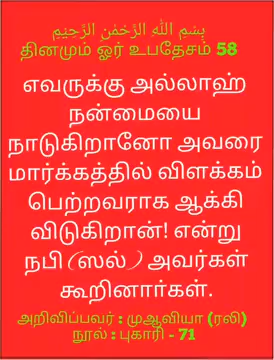 بِسْمِ اللهِ الرَّحْمٰنِ الرَّحِيْمِ
தினமும் ஓர் உபதேசம் 58
எவருக்கு அல்லாஹ்
நன்மையை
நாடுகிறானோ அவரை
மார்க்கத்தில் விளக்கம்
பெற்றவராக ஆக்கி
விடுகிறான்! என்று
நபி (ஸல்) அவர்கள்
கூறினார்கள்.
அறிவிப்பவர் : முஆவியா (ரலி)
நூல் : புகாரி - 71